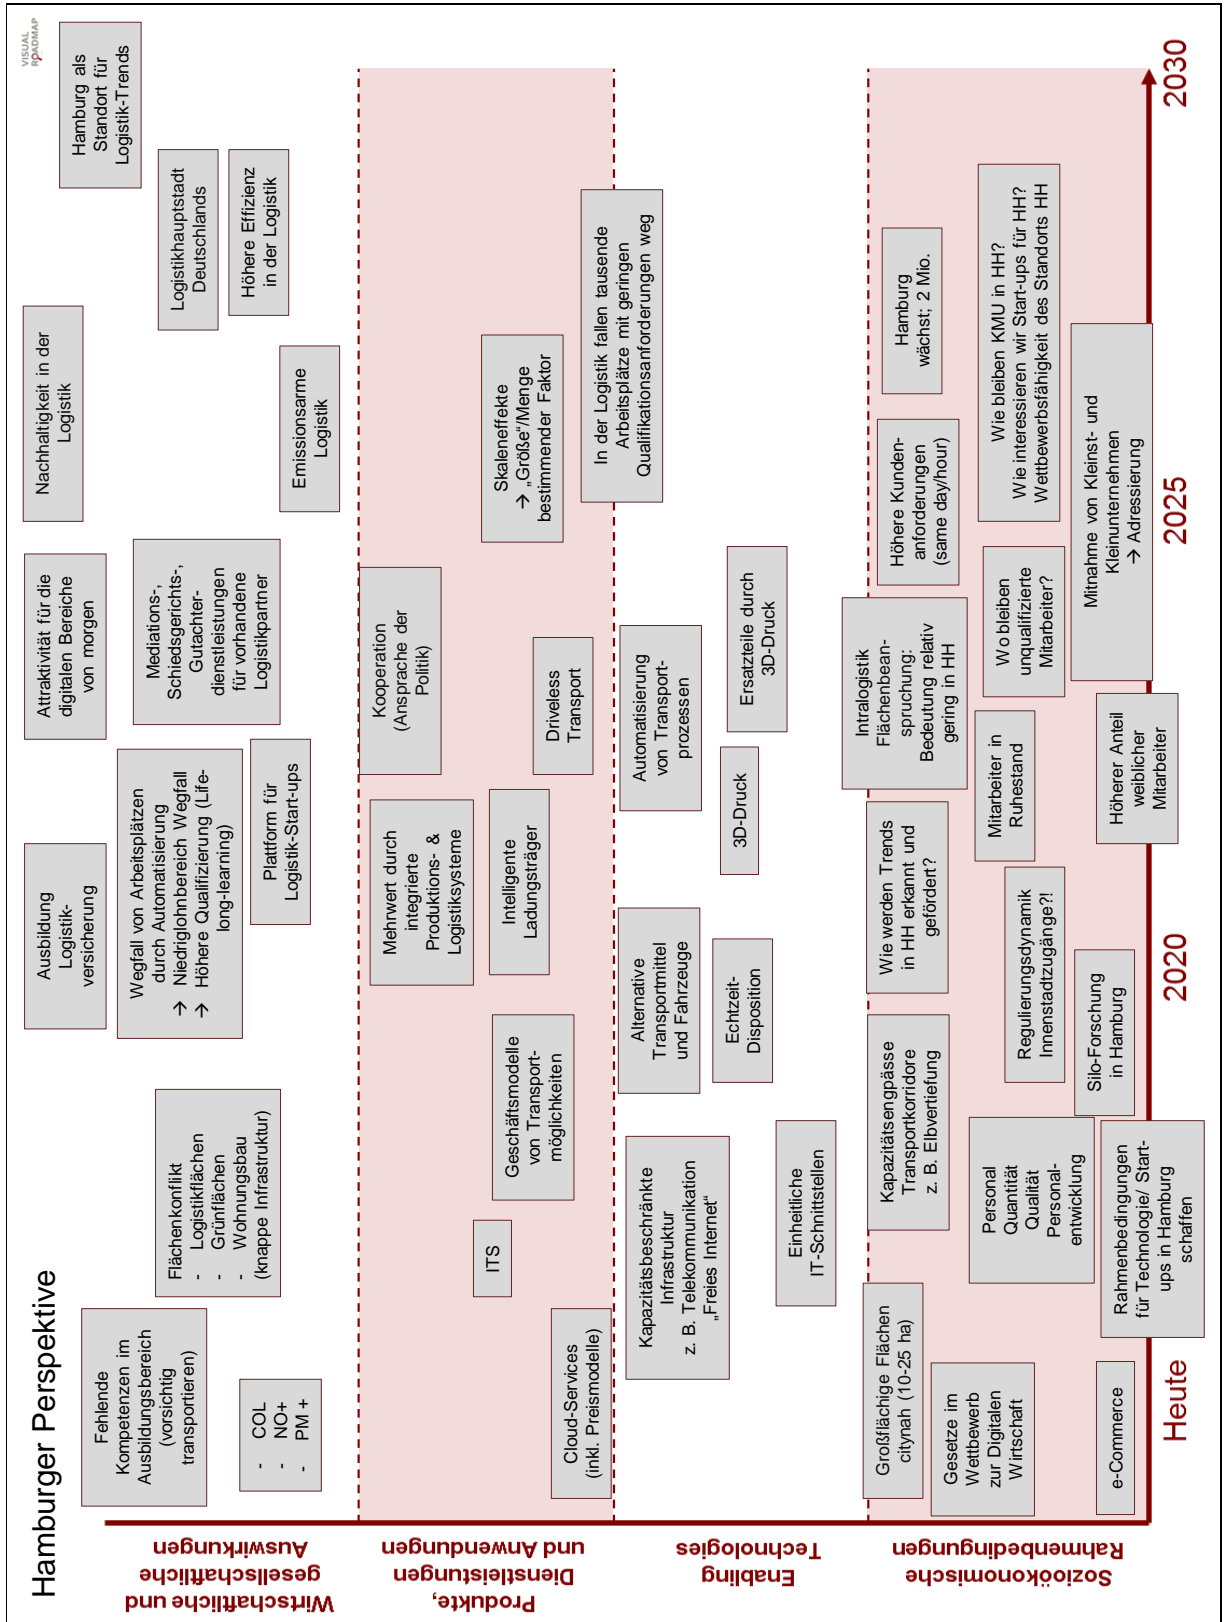 Hamburger Perspektive
VISUAL
ROADMAP
Wirtschaftliche und
gesellschaftliche
Auswirkungen
Fehlende
Kompetenzen im
Ausbildungsbereich
(vorsichtig
transportieren)
- COL
- NO+
- PM +
Flächenkonflikt
- Logistikflächen
- Grünflächen
- Wohnungsbau
(knappe Infrastruktur)
Ausbildung
Logistik-
versicherung
Wegfall von Arbeitsplätzen
durch Automatisierung
→ Niedriglohnbereich Wegfall
→ Höhere Qualifizierung (Life-
long-learning)
Plattform für
Logistik-Start-ups
Attraktivität für die
digitalen Bereiche
von morgen
Mediations-,
Schiedsgerichts-,
Gutachter-
dienstleistungen
für vorhandene
Logistikpartner
Nachhaltigkeit in der
Logistik
Emissionsarme
Logistik
Logistikhauptstadt
Deutschlands
Höhere Effizienz
in der Logistik
Hamburg als
Standort für
Logistik-Trends
Produkte,
Dienstleistungen
und Anwendungen
Cloud-Services
(inkl. Preismodelle)
ITS
Geschäftsmodelle
von Transport-
möglichkeiten
Mehrwert durch
integrierte
Produktions- &
Logistiksysteme
Intelligente
Ladungsträger
Kooperation
(Ansprache der
Politik)
Driveless
Transport
Skaleneffekte
→ „Größe“/Menge
bestimmender Faktor
In der Logistik fallen tausende
Arbeitsplätze mit geringen
Qualifikationsanforderungen weg
Enabling
Technologies
Kapazitätsbeschränkte
Infrastruktur
z. B. Telekommunikation
„Freies Internet“
Einheitliche
IT-Schnittstellen
Alternative
Transportmittel
und Fahrzeuge
Echtzeit-
Disposition
3D-Druck
Automatisierung
von Transport-
prozessen
Ersatzteile durch
3D-Druck
Sozioökonomische
Rahmenbedingungen
Großflächige Flächen
citynah (10-25 ha)
Gesetze im
Wettbewerb
zur Digitalen
Wirtschaft
e-Commerce
Kapazitätsengpässe
Transportkorridore
z. B. Elbvertiefung
Personal
Quantität
Qualität
Personal-
entwicklung
Rahmenbedingungen
für Technologie/ Start-
ups in Hamburg
schaffen
Wie werden Trends
in HH erkannt und
gefördert?
Regulierungsdynamik
Innenstadtzugänge?!
Silo-Forschung
in Hamburg
Intralogistik
Flächenbean-
spruchung:
Bedeutung relativ
gering in HH
Mitarbeiter in
Ruhestand
Höherer Anteil
weiblicher
Mitarbeiter
Höhere Kunden-
anforderungen
(same day/hour)
Wo bleiben
unqualifizierte
Mitarbeiter?
Mitnahme von Kleinst- und
Kleinunternehmen
→ Adressierung
Hamburg
wächst; 2 Mio.
Wie bleiben KMU in HH?
Wie interessieren wir Start-ups für HH?
Wettbewerbsfähigkeit des Standorts HH
Heute
2020
2025
2030